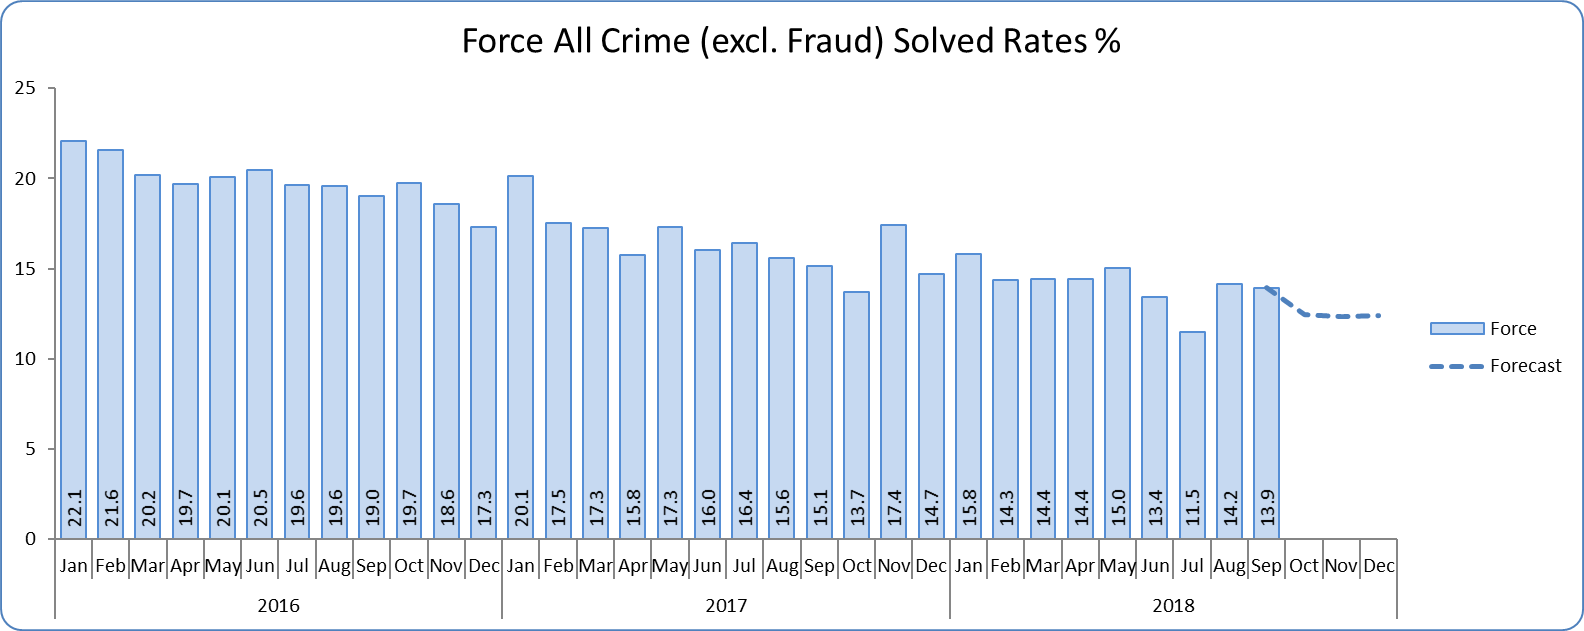 Force All Crime (excl. Fraud) Solved Rates %
25
20
15
10
5
0
22.1 21.6 20.2 19.7 20.1 20.5 19.6 19.6 19.0 19.7 18.6 17.3 20.1 17.5 17.3 15.8 17.3 16.0 16.4 15.6 15.1 13.7 17.4 14.7 15.8 14.3 14.4 14.4 15.0 13.4 11.5 14.2 13.9
Jan Feb Mar Apr May Jun Jul Aug Sep Oct Nov Dec Jan Feb Mar Apr May Jun Jul Aug Sep Oct Nov Dec Jan Feb Mar Apr May Jun Jul Aug Sep Oct Nov Dec
2016 2017 2018
Force
Forecast